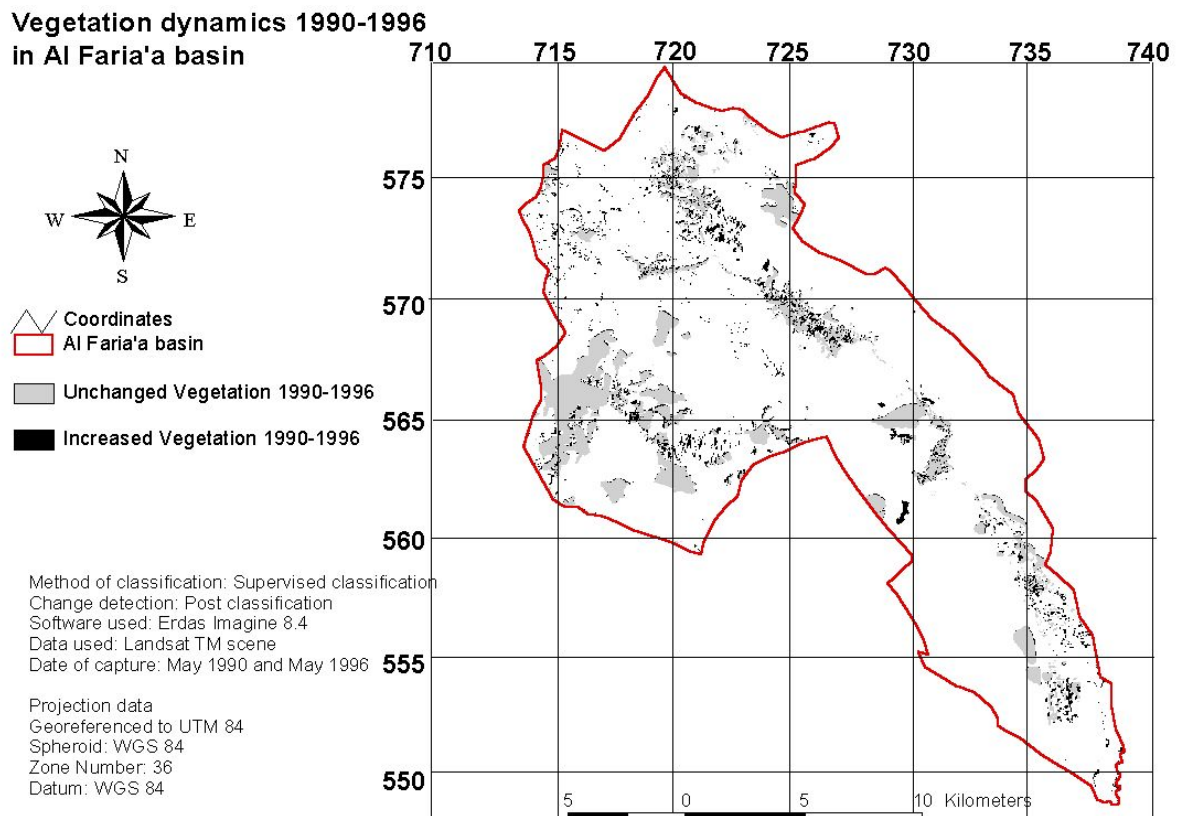 Vegetation dynamics 1990-1996
in Al Faria'a basin
710 715 720 725 730 735 740
N
W E
S
575
570
565
560
555
550
Coordinates
Al Faria'a basin
Unchanged Vegetation 1990-1996
Increased Vegetation 1990-1996
Method of classification: Supervised classification
Change detection: Post classification
Software used: Erdas Imagine 8.4
Data used: Landsat TM scene
Date of capture: May 1990 and May 1996
Projection data
Georeferenced to UTM 84
Spheroid: WGS 84
Zone Number: 36
Datum: WGS 84
5 0 5 10 Kilometers